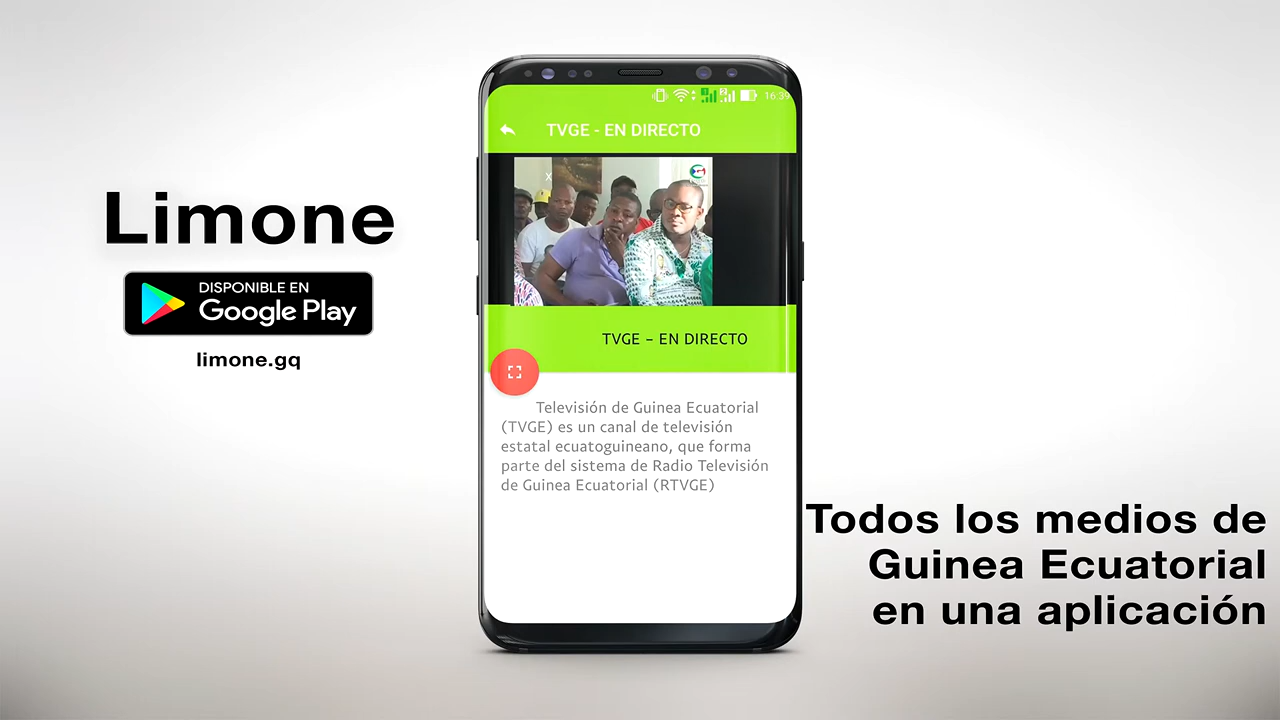 Limone
DISPONIBLE EN
Google Play
limone.gq
16:39
TVGE - EN DIRECTO
X
TVGE – EN DIRECTO
Televisión de Guinea Ecuatorial
(TVGE) es un canal de televisión
estatal ecuatoguineano, que forma
parte del sistema de Radio Televisión
de Guinea Ecuatorial (RTVGE)
Todos los medios de
Guinea Ecuatorial
en una aplicación